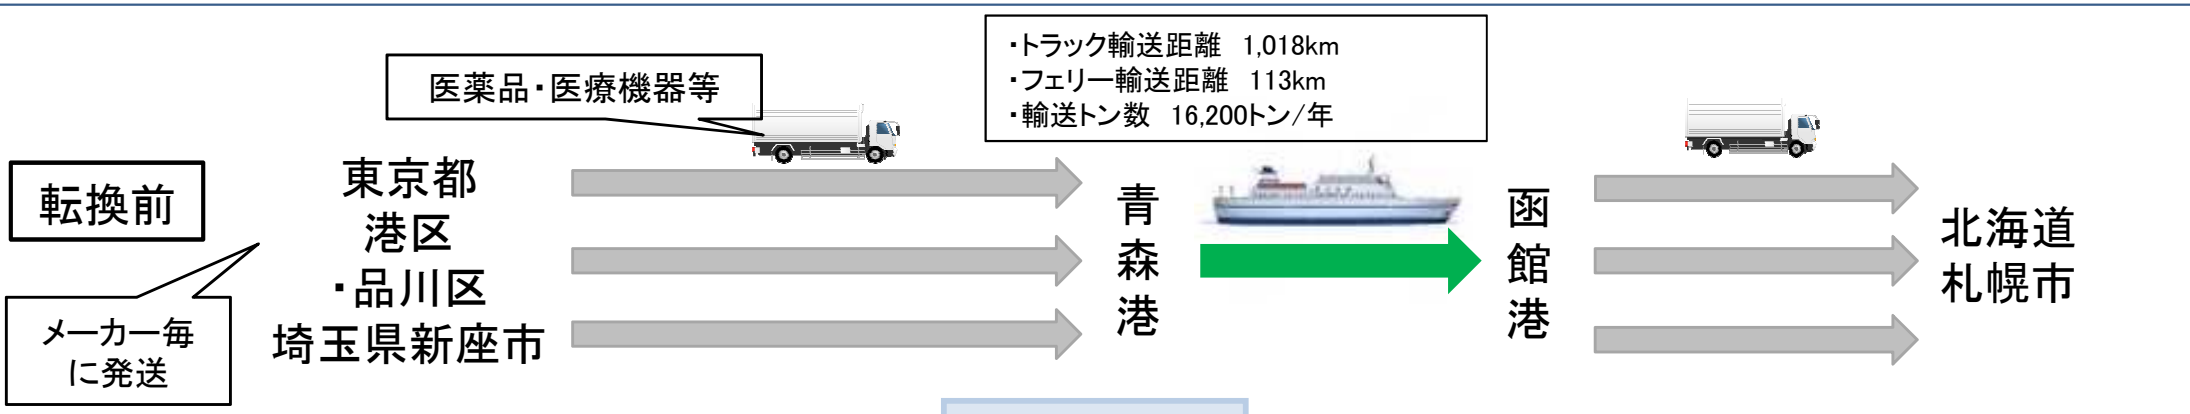 ・トラック輸送距離 1,018km
・フェリー輸送距離 113km
・輸送トン数 16,200トン/年
医薬品・医療機器等
転換前
東京都
港区
・品川区
埼玉県新座市
メーカー毎
に発送
青森港
函館港
北海道
札幌市